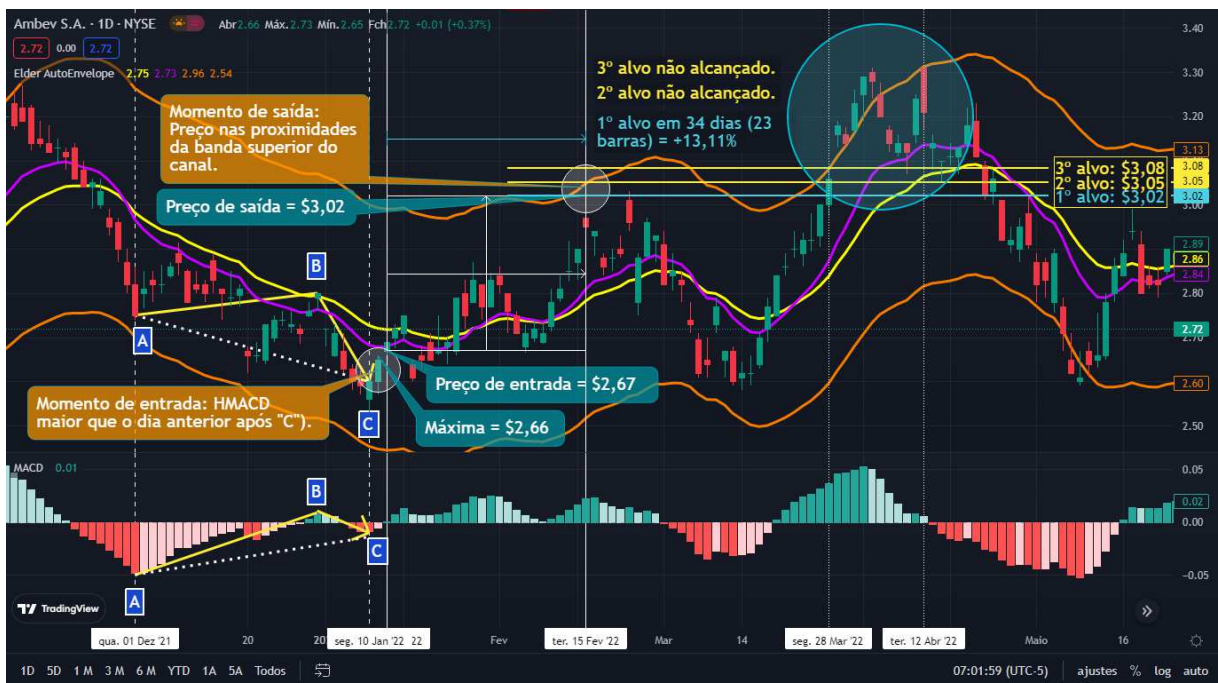 Ambev S.A. · 1D · NYSE Abr2.66 Máx.2.73 Mín.2.65 Fch2.72 +0.01 (+0.37%)
2.72 0.00 2.72
Elder AutoEnvelope 2.75 2.73 2.96 2.54
Momento de saída:
Preço nas proximidades
da banda superior do
canal.
Preço de saída = $3,02
3º alvo não alcançado.
2º alvo não alcançado.
1º alvo em 34 dias (23
barras) = +13,11%
3º alvo: $3,08
2º alvo: $3,05
1º alvo: $3,02
B
A
C
Momento de entrada: HMACD
maior que o dia anterior após "C").
Preço de entrada = $2,67
Máxima = $2,66
3.40
3.30
3.20
3.13
3.08
3.05
3.02
3.00
2.89
2.86
2.84
2.80
2.72
2.70
2.60
2.50
MACD 0.01
B
C
A
0.05
0.02
0.00
−0.05
TradingView
qua. 01 Dez '21 20 20 seg. 10 Jan '22 22 Fev ter. 15 Fev '22 Mar 14 seg. 28 Mar '22 ter. 12 Abr '22 Maio 16
1D 5D 1 M 3 M 6 M YTD 1A 5A Todos 07:01:59 (UTC-5) ajustes % log auto